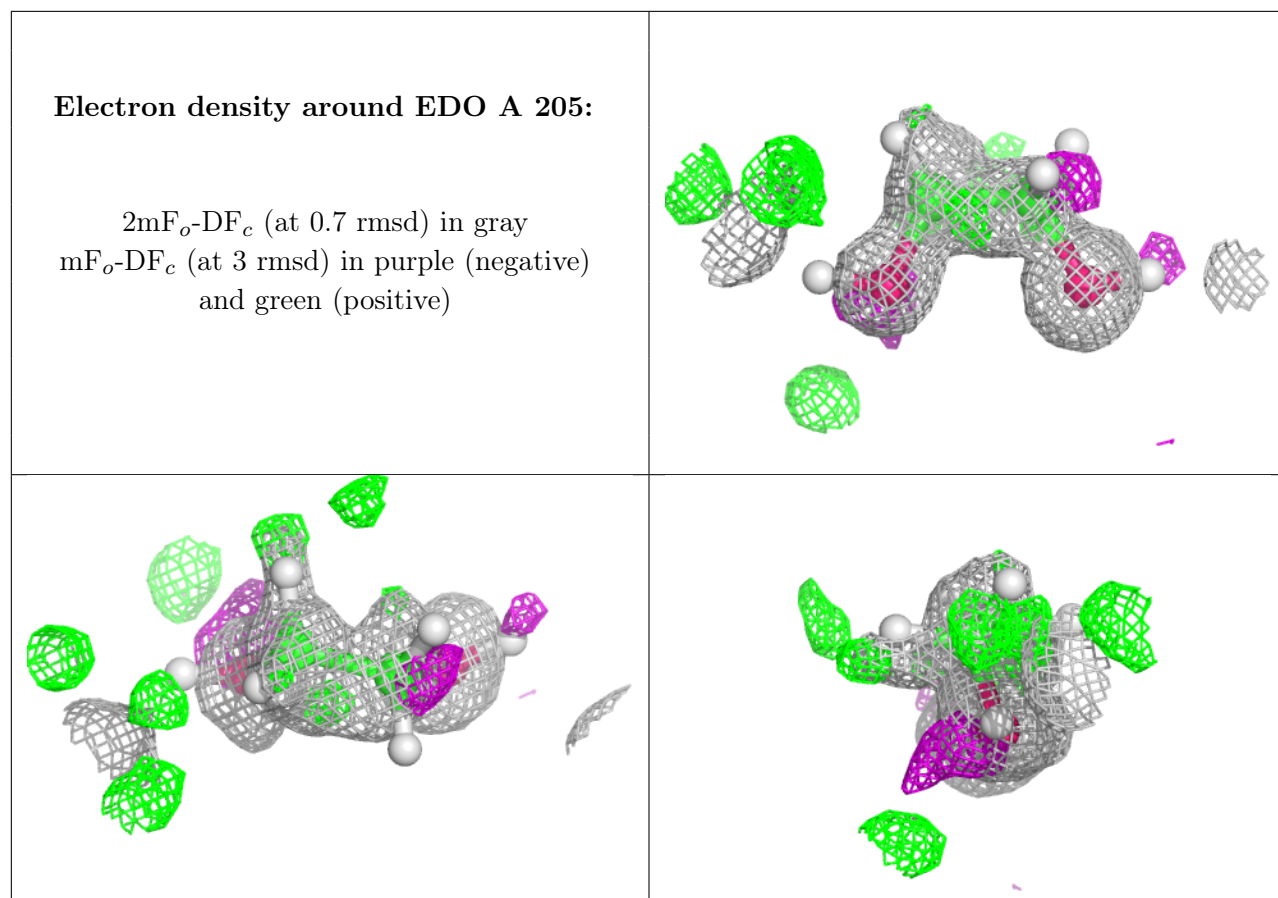 Electron density around EDO A 205:
2mFo-DFc (at 0.7 rmsd) in gray
mFo-DFc (at 3 rmsd) in purple (negative)
and green (positive)